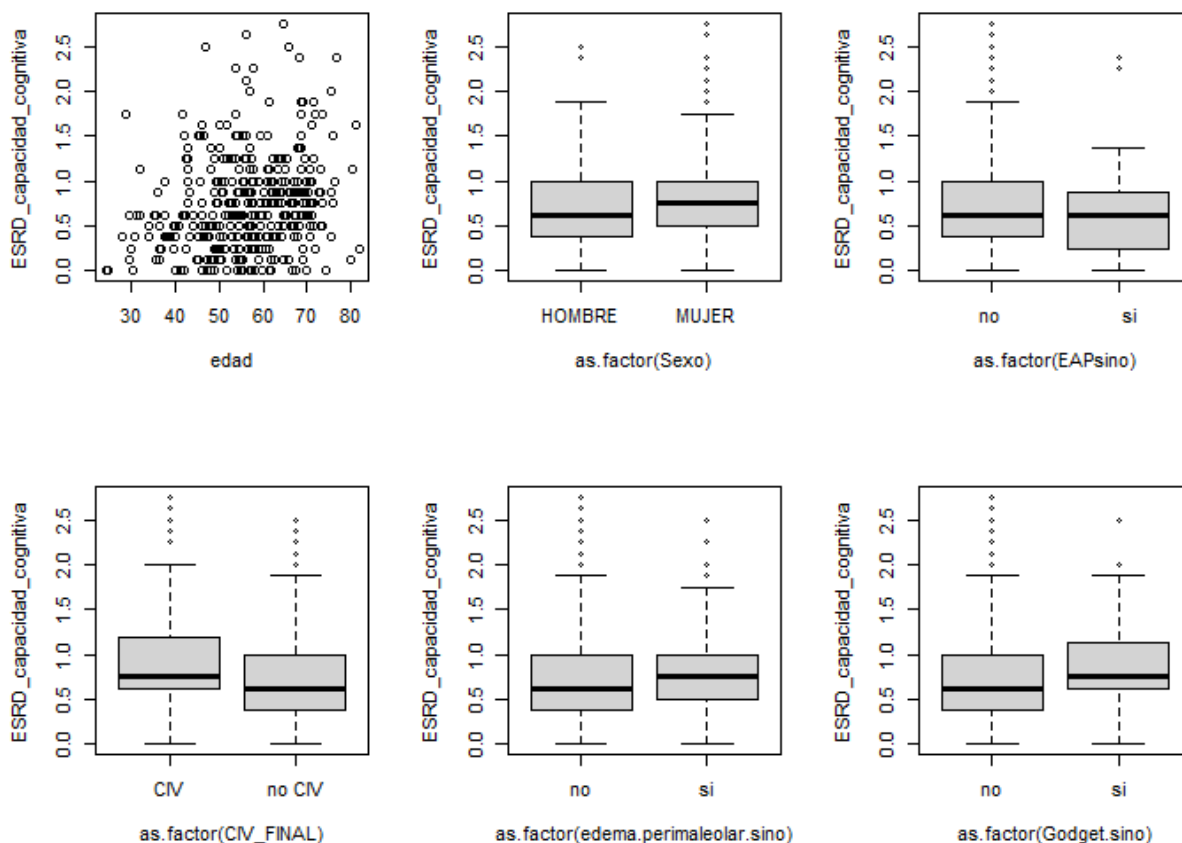 ESRD_capacidad_cognitiva
0.0 0.5 1.0 1.5 2.0 2.5
30 40 50 60 70 80
edad
ESRD_capacidad_cognitiva
0.0 0.5 1.0 1.5 2.0 2.5
HOMBRE MUJER
as.factor(Sexo)
ESRD_capacidad_cognitiva
0.0 0.5 1.0 1.5 2.0 2.5
no si
as.factor(EAPsino)
ESRD_capacidad_cognitiva
0.0 0.5 1.0 1.5 2.0 2.5
CIV no CIV
as.factor(CIV_FINAL)
ESRD_capacidad_cognitiva
0.0 0.5 1.0 1.5 2.0 2.5
no si
as.factor(edema.perimaleolar.sino)
ESRD_capacidad_cognitiva
0.0 0.5 1.0 1.5 2.0 2.5
no si
as.factor(Godget.sino)